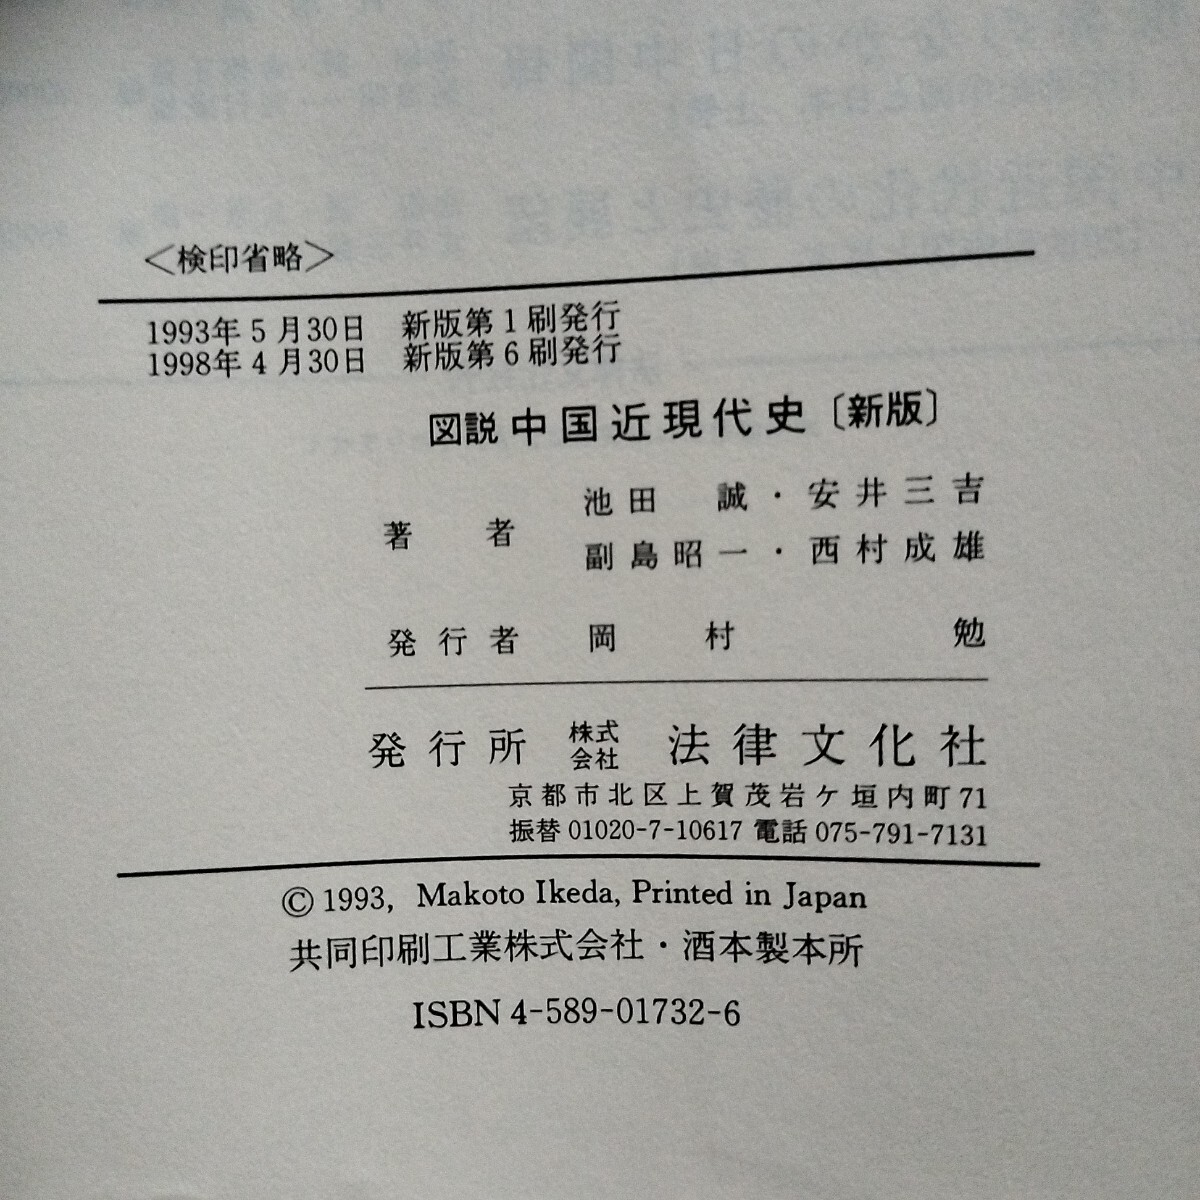 <検印省略>
1993年5月30日 新版第1刷発行
1998年4月30日 新版第6刷発行
図説 中国近現代史〔新版〕
池田 誠・安井三吉
著者
副島昭一・西村成雄
発行者 岡村 勉
発行所 株式会社 法律文化社
京都市北区上賀茂岩ケ垣内町71
振替 01020-7-10617 電話 075-791-7131
© 1993, Makoto Ikeda, Printed in Japan
共同印刷工業株式会社・酒本製本所
ISBN 4-589-01732-6